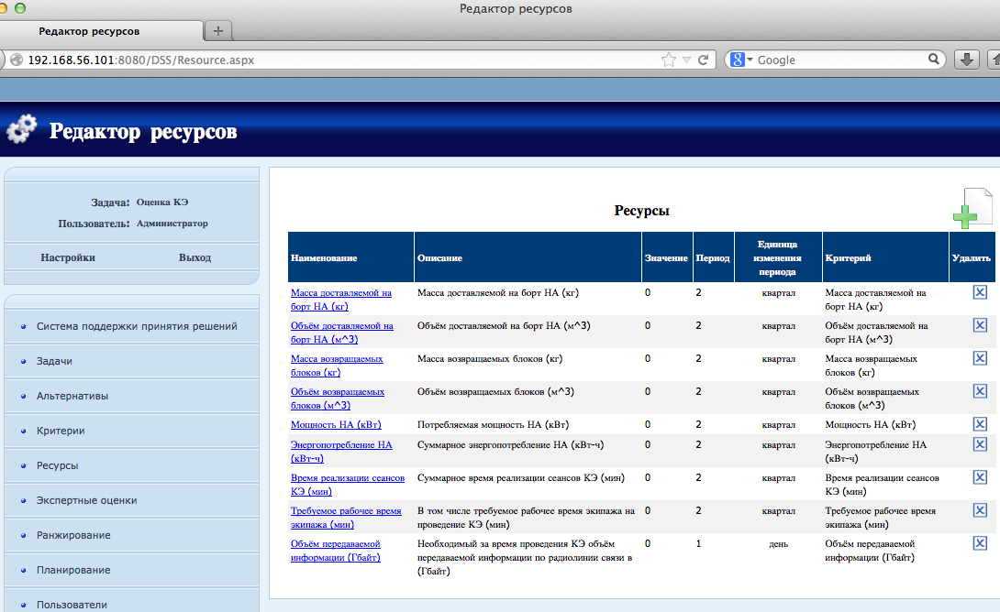 Редактор ресурсов
Редактор ресурсов
192.168.56.101:8080/DSS/Resource.aspx
Google
Редактор ресурсов
Задача: Оценка КЭ
Пользователь: Администратор
Настройки Выход
Система поддержки принятия решений
Задачи
Альтернативы
Критерии
Ресурсы
Экспертные оценки
Ранжирование
Планирование
Пользователи
Ресурсы
Наименование Описание Значение Период Единица изменения периода Критерий Удалить
Масса доставляемой на Масса доставляемой на борт НА (кг) 0 2 квартал Масса доставляемой на
борт НА (кг) борт НА (кг)
Объём доставляемой на Объём доставляемой на борт НА (м^3) 0 2 квартал Объём доставляемой на
борт НА (м^3) борт НА (м^3)
Масса возвращаемых Масса возвращаемых блоков (кг) 0 2 квартал Масса возвращаемых
блоков (кг) блоков (кг)
Объём возвращаемых Объём возвращаемых блоков (м^3) 0 2 квартал Объём возвращаемых
блоков (м^3) блоков (м^3)
Мощность НА (кВт) Потребляемая мощность НА (кВт) 0 2 квартал Мощность НА (кВт)
Энергопотребление НА Суммарное энергопотребление НА (кВт-ч) 0 2 квартал Энергопотребление НА
(кВт-ч) (кВт-ч)
Время реализации сеансов Суммарное время реализации сеансов КЭ (мин) 0 2 квартал Время реализации сеансов
КЭ (мин) КЭ (мин)
Требуемое рабочее время В том числе требуемое рабочее время экипажа на 0 2 квартал Требуемое рабочее время
экипажа (мин) проведение КЭ (мин) экипажа (мин)
Объём передаваемой Необходимый за время проведения КЭ объём 0 1 день Объём передаваемой
информации (Гбайт) передаваемой информации по радиолинии связи в информации (Гбайт)
(Гбайт)